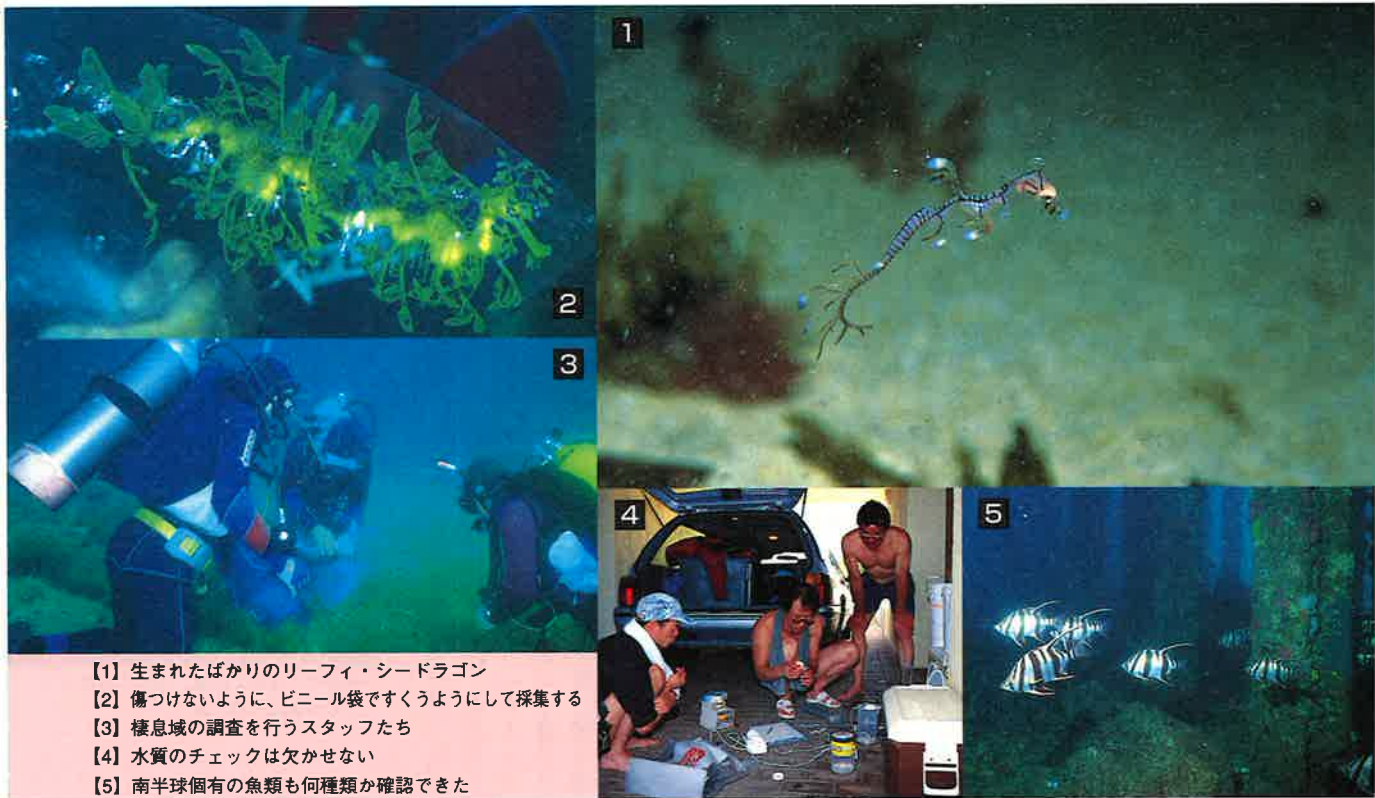 1
2
3
4
5
【1】生まれたばかりのリーフィ・シードラゴン
【2】傷つけないように、ビニール袋ですくうようにして採集する
【3】棲息域の調査を行うスタッフたち
【4】水質のチェックは欠かせない
【5】南半球個有の魚類も何種類か確認できた